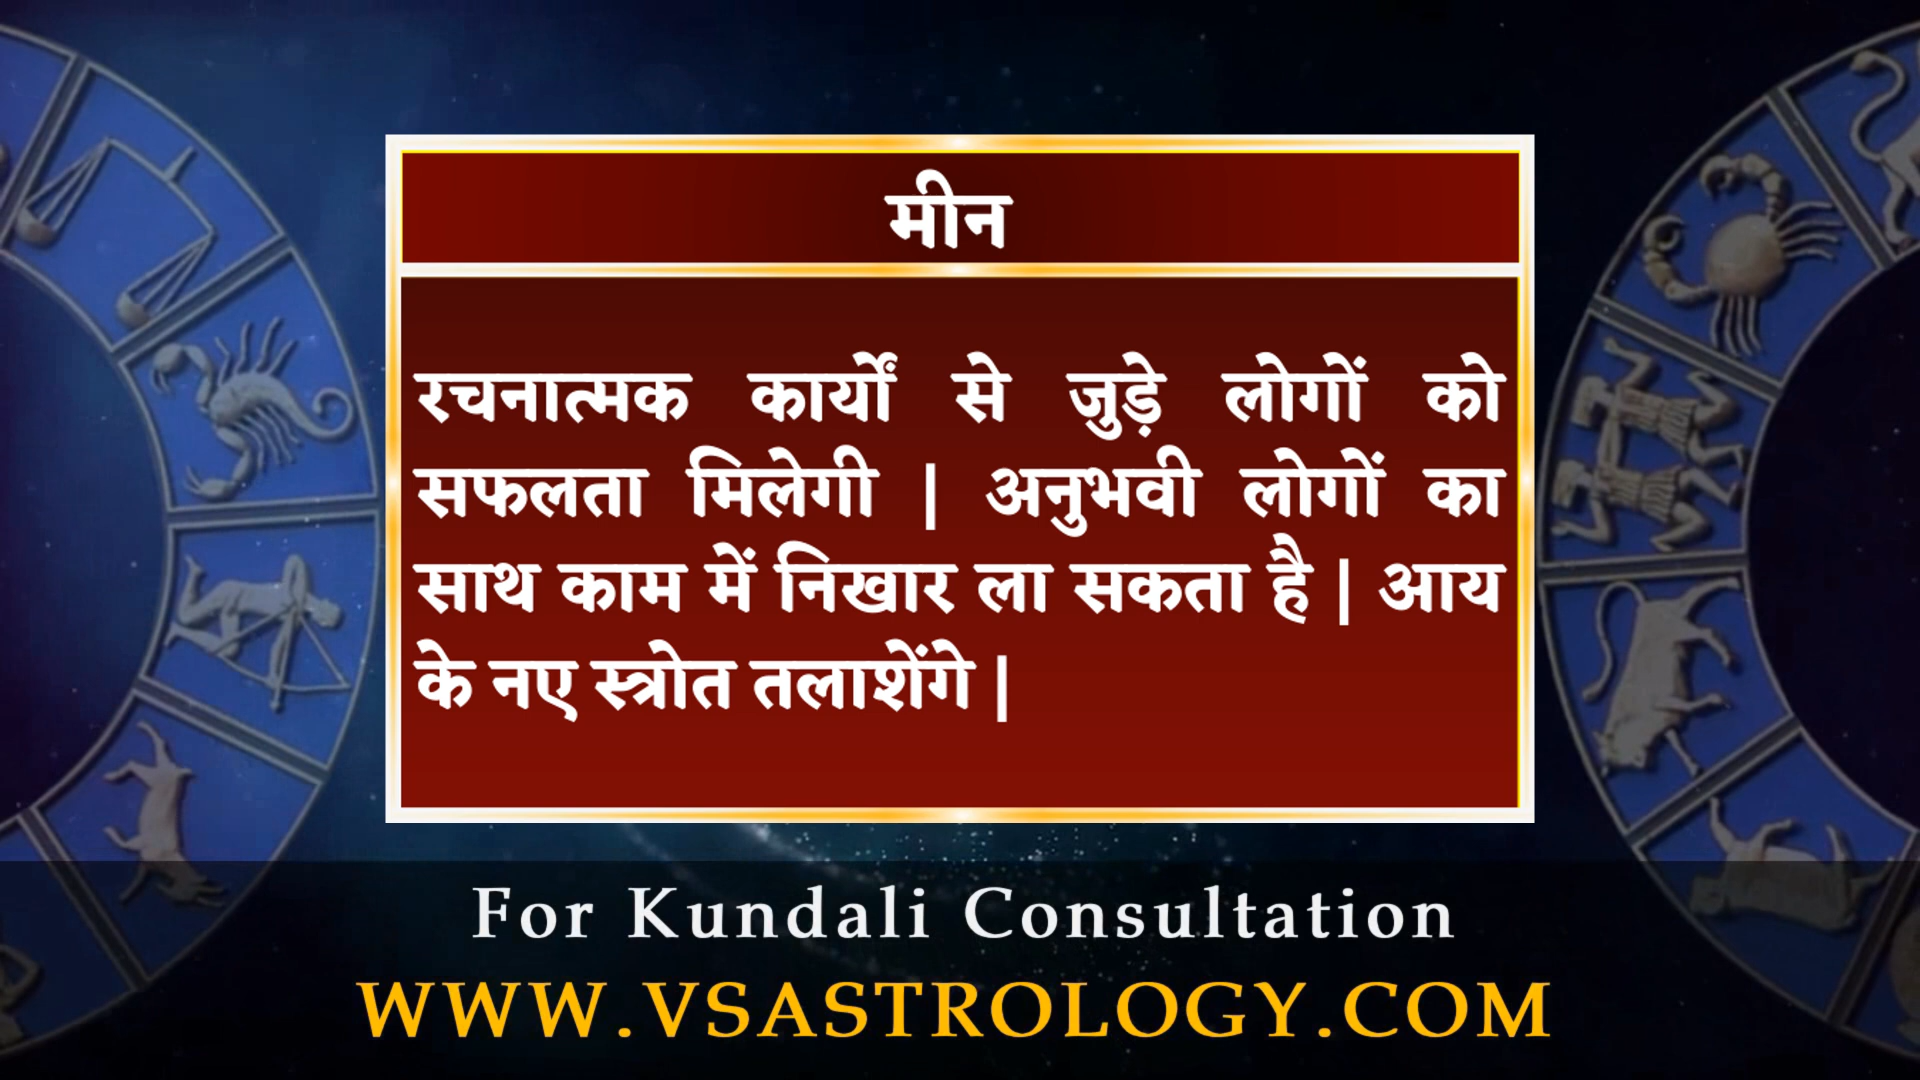 मीन
रचनात्मक कार्यों से जुड़े लोगों को
सफलता मिलेगी | अनुभवी लोगों का
साथ काम में निखार ला सकता है | आय
के नए स्त्रोत तलाशेंगे |
For Kundali Consultation
WWW.VSASTROLOGY.COM